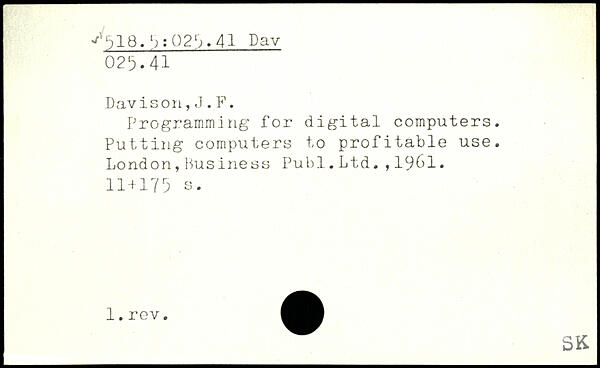 518.5:025.41 Dav
025.41
Davison,J.F.
Programming for digital computers.
Putting computers to profitable use.
London,Business Publ.Ltd.,1961.
11+175 s.
1.rev.
SK